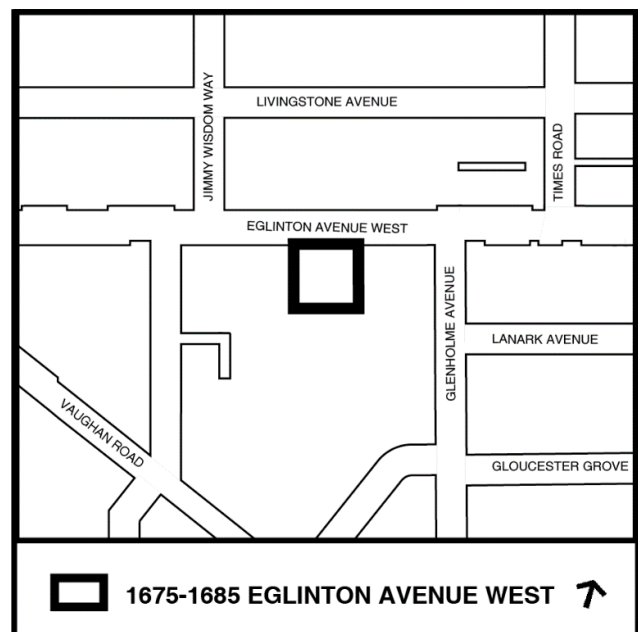 JIMMY WISDOM WAY
LIVINGSTONE AVENUE
TIMES ROAD
EGLINTON AVENUE WEST
GLENHOLME AVENUE
LANARK AVENUE
VAUGHAN ROAD
GLOUCESTER GROVE
1675-1685 EGLINTON AVENUE WEST